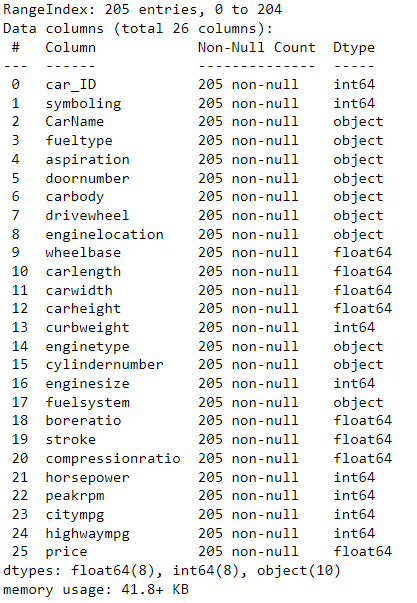 RangeIndex: 205 entries, 0 to 204
Data columns (total 26 columns):
 #   Column            Non-Null Count  Dtype
---  ------            --------------  -----
 0   car_ID            205 non-null    int64
 1   symboling         205 non-null    int64
 2   CarName           205 non-null    object
 3   fueltype          205 non-null    object
 4   aspiration        205 non-null    object
 5   doornumber        205 non-null    object
 6   carbody           205 non-null    object
 7   drivewheel        205 non-null    object
 8   enginelocation    205 non-null    object
 9   wheelbase         205 non-null    float64
 10  carlength         205 non-null    float64
 11  carwidth          205 non-null    float64
 12  carheight         205 non-null    float64
 13  curbweight        205 non-null    int64
 14  enginetype        205 non-null    object
 15  cylindernumber    205 non-null    object
 16  enginesize        205 non-null    int64
 17  fuelsystem        205 non-null    object
 18  boreratio         205 non-null    float64
 19  stroke            205 non-null    float64
 20  compressionratio  205 non-null    float64
 21  horsepower        205 non-null    int64
 22  peakrpm           205 non-null    int64
 23  citympg           205 non-null    int64
 24  highwaympg        205 non-null    int64
 25  price             205 non-null    float64
dtypes: float64(8), int64(8), object(10)
memory usage: 41.8+ KB